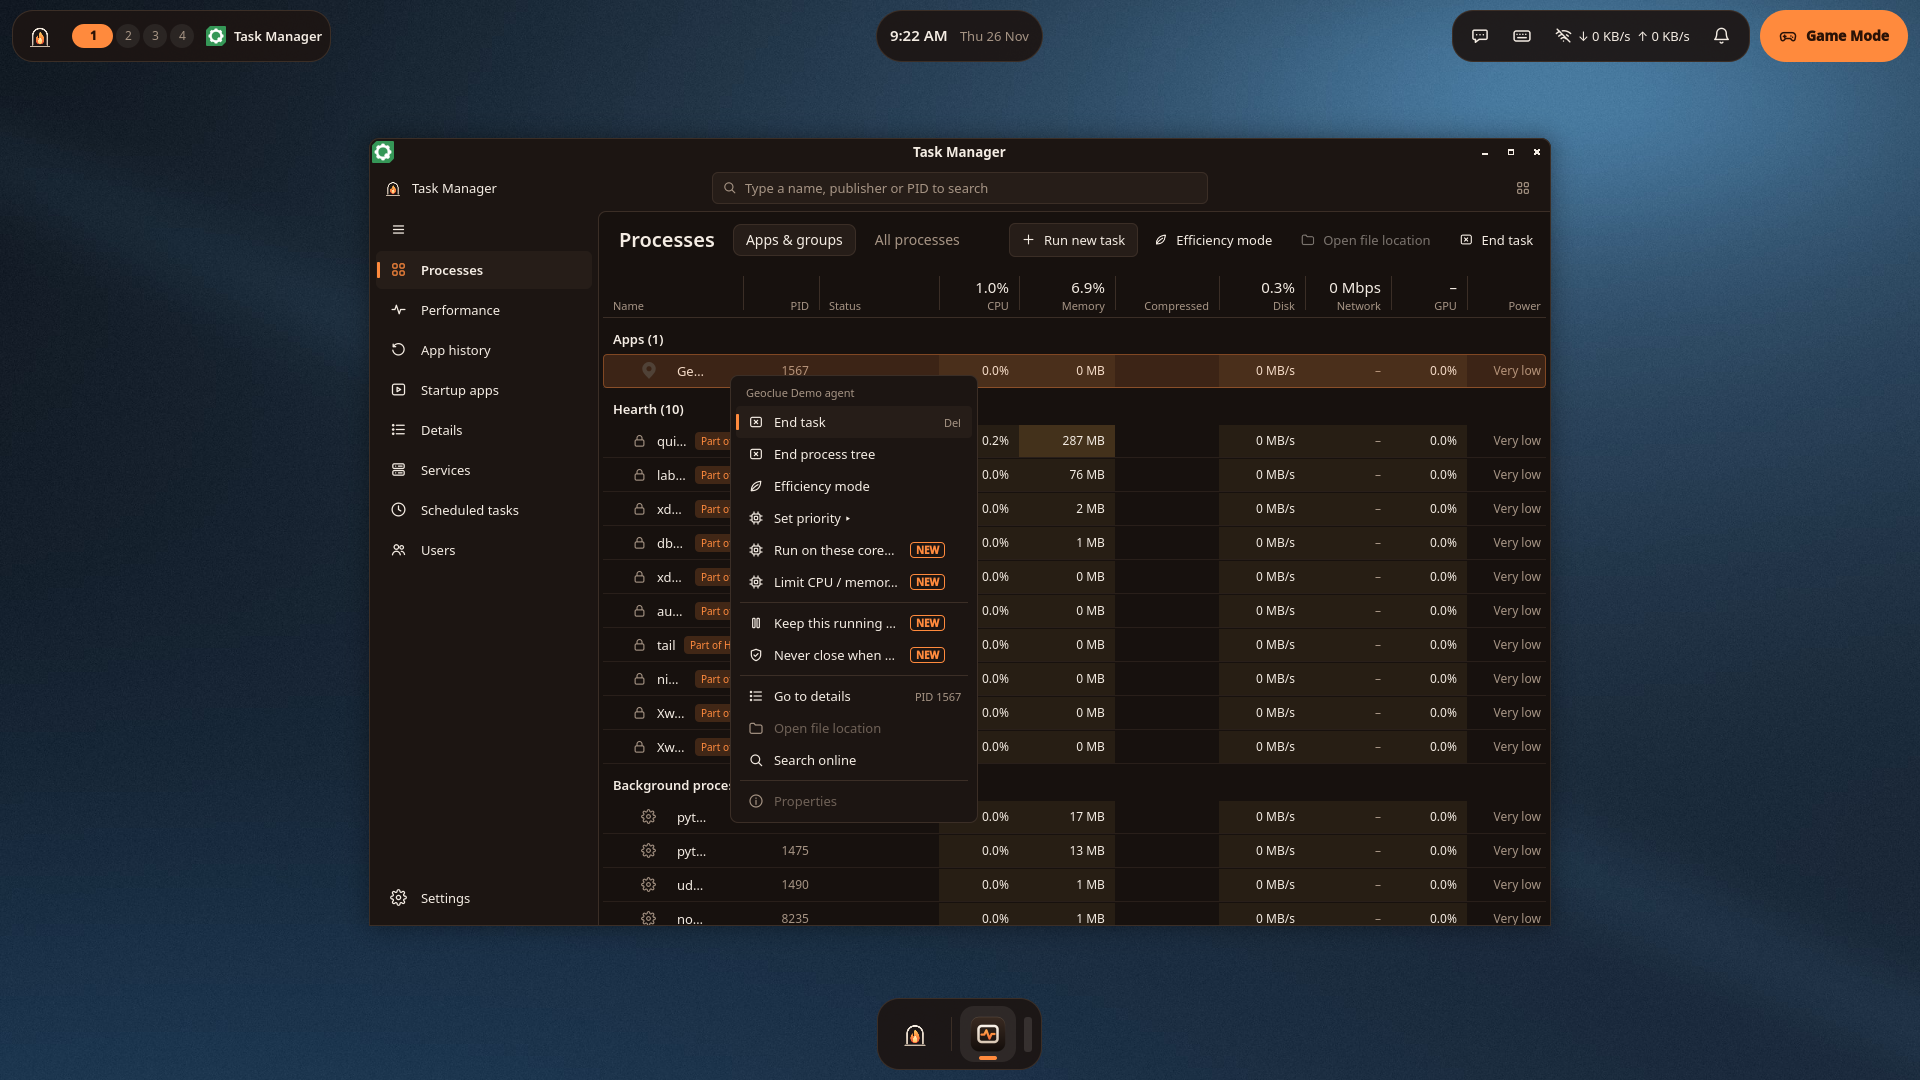 1 2 3 4 Task Manager
9:22 AM Thu 26 Nov
0 KB/s 0 KB/s
Game Mode
Task Manager
Task Manager
Type a name, publisher or PID to search
Processes
Performance
App history
Startup apps
Details
Services
Scheduled tasks
Users
Settings
Processes Apps & groups All processes Run new task Efficiency mode Open file location End task
1.0% 6.9% 0.3% 0 Mbps –
Name PID Status CPU Memory Compressed Disk Network GPU Power
Apps (1)
Ge... 1567 0.0% 0 MB 0 MB/s – 0.0% Very low
Hearth (10)
qui... Part o 0.2% 287 MB 0 MB/s – 0.0% Very low
lab... Part o 0.0% 76 MB 0 MB/s – 0.0% Very low
xd... Part o 0.0% 2 MB 0 MB/s – 0.0% Very low
db... Part o 0.0% 1 MB 0 MB/s – 0.0% Very low
xd... Part o 0.0% 0 MB 0 MB/s – 0.0% Very low
au... Part o 0.0% 0 MB 0 MB/s – 0.0% Very low
tail Part of H 0.0% 0 MB 0 MB/s – 0.0% Very low
ni... Part o 0.0% 0 MB 0 MB/s – 0.0% Very low
Xw... Part o 0.0% 0 MB 0 MB/s – 0.0% Very low
Xw... Part o 0.0% 0 MB 0 MB/s – 0.0% Very low
Background proces
pyt... 0.0% 17 MB 0 MB/s – 0.0% Very low
pyt... 1475 0.0% 13 MB 0 MB/s – 0.0% Very low
ud... 1490 0.0% 1 MB 0 MB/s – 0.0% Very low
no... 8235 0.0% 1 MB 0 MB/s – 0.0% Very low
Geoclue Demo agent
End task Del
End process tree
Efficiency mode
Set priority ‣
Run on these core... NEW
Limit CPU / memor... NEW
Keep this running ... NEW
Never close when ... NEW
Go to details PID 1567
Open file location
Search online
Properties